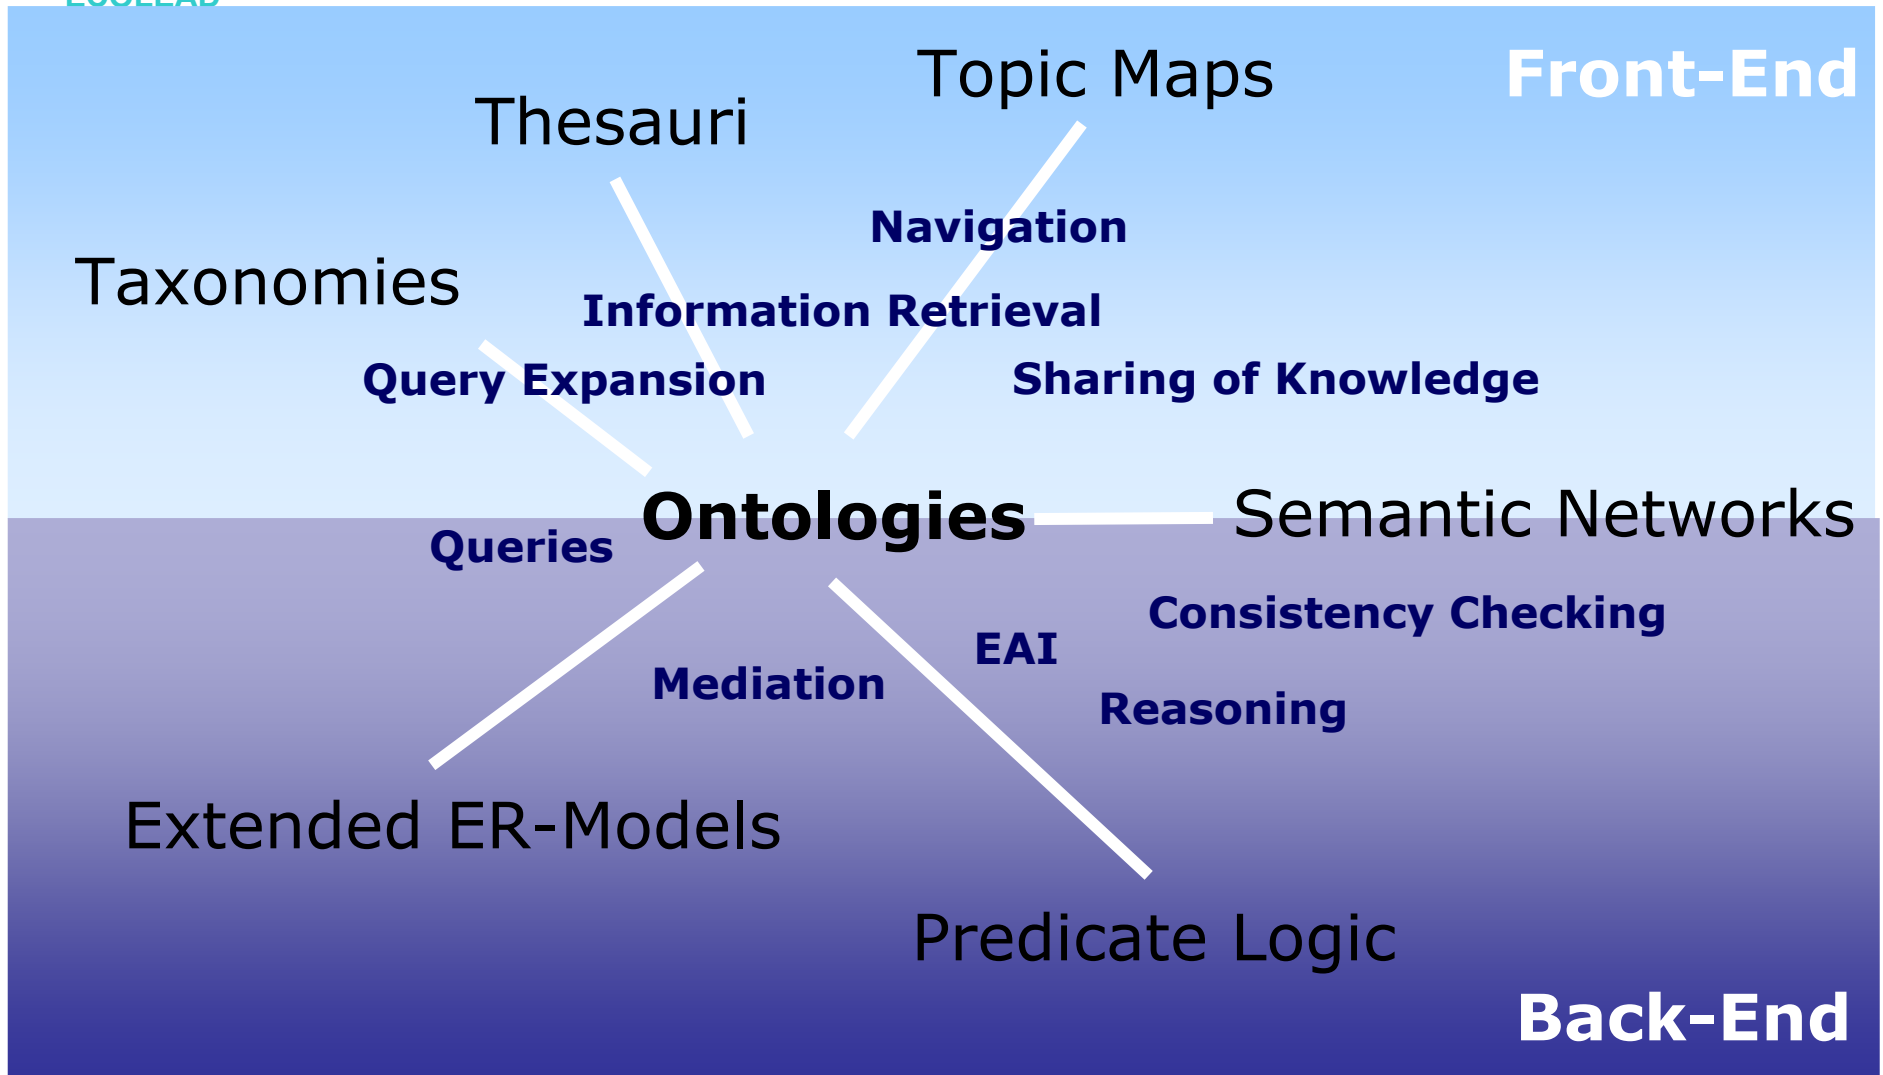 Topic Maps
Front-End
Thesauri
Navigation
Taxonomies
Information Retrieval
Query Expansion
Sharing of Knowledge
Ontologies
Semantic Networks
Queries
Consistency Checking
EAI
Mediation
Reasoning
Extended ER-Models
Predicate Logic
Back-End